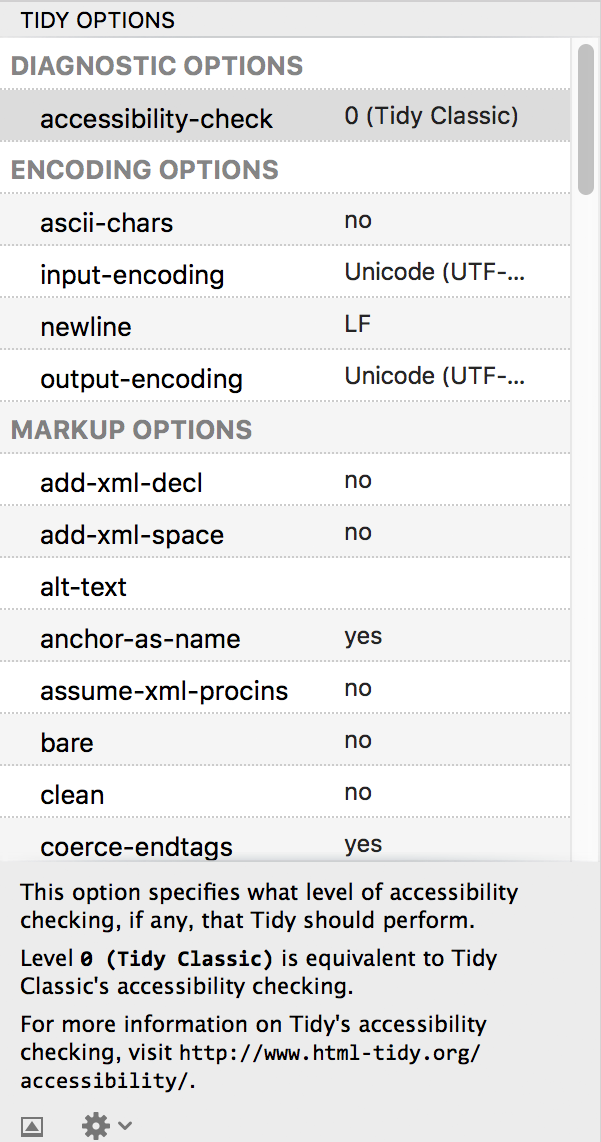 TIDY OPTIONS
DIAGNOSTIC OPTIONS
accessibility-check 0 (Tidy Classic)
ENCODING OPTIONS
ascii-chars no
input-encoding Unicode (UTF-...
newline LF
output-encoding Unicode (UTF-...
MARKUP OPTIONS
add-xml-decl no
add-xml-space no
alt-text
anchor-as-name yes
assume-xml-procins no
bare no
clean no
coerce-endtags yes
This option specifies what level of accessibility
checking, if any, that Tidy should perform.
Level 0 (Tidy Classic) is equivalent to Tidy
Classic's accessibility checking.
For more information on Tidy's accessibility
checking, visit http://www.html-tidy.org/
accessibility/.